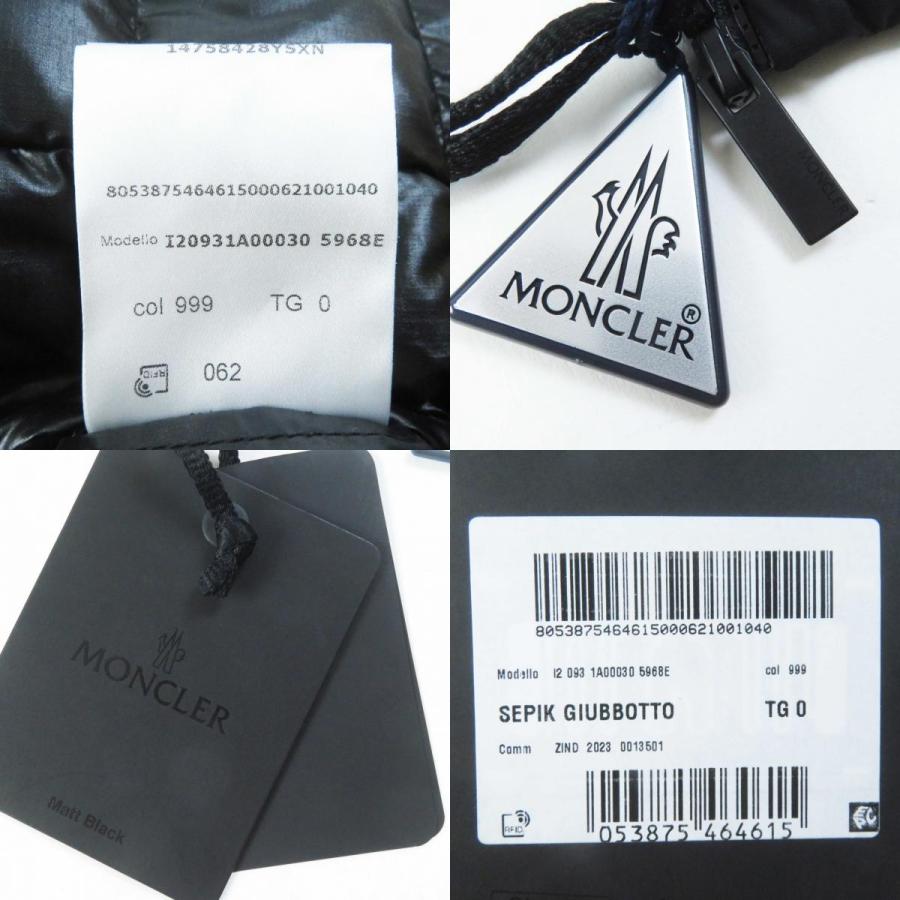 14758428YSXN
8053875464615000621001040
Modello I20931A00030 5968E
col 999 TG 0
RFID 062
MONCLER ®
MONCLER
MONCLER
Matt Black
8053875464615000621001040
Modello I2 093 1A00030 5968E col 999
SEPIK GIUBBOTTO TG 0
Comm ZIND 2023 0013501
RFID
053875 464615